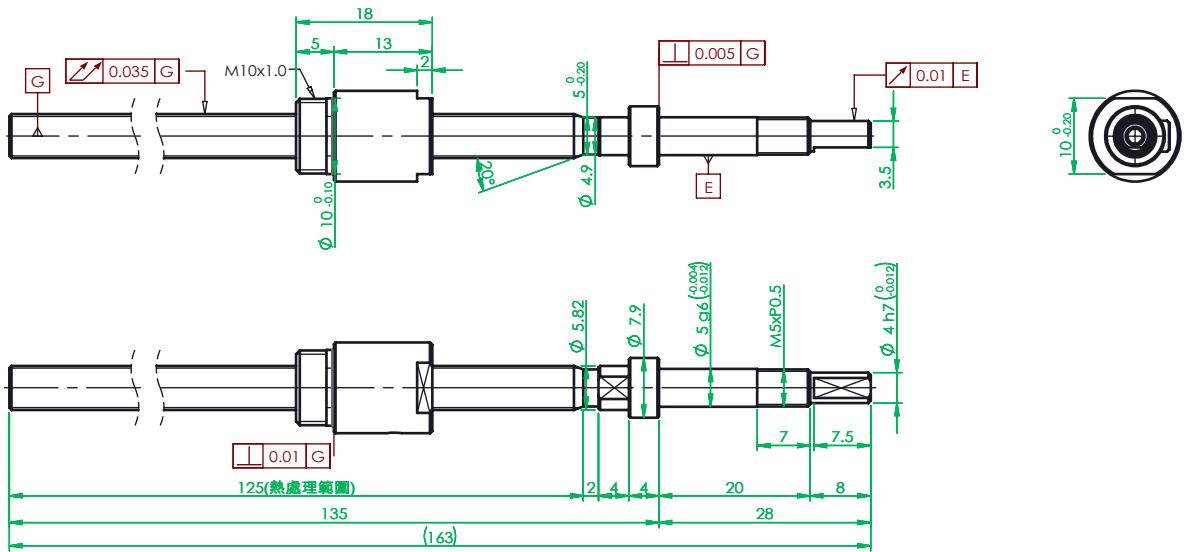 18
5 13
2
G
⌰ 0.035 G
M10x1.0
5 0 -0.20
⊥ 0.005 G
↗ 0.01 E
10 0 -0.20
20°
Ø 4.9
E
3.5
Ø 10 0 -0.10
Ø 5.82
Ø 7.9
Ø 5 g6(-0.004 -0.012)
M5xP0.5
Ø 4 h7( 0 -0.012)
⊥ 0.01 G
7 7.5
125(熱處理範圍) 2 4 4 20 8
135 28
(163)